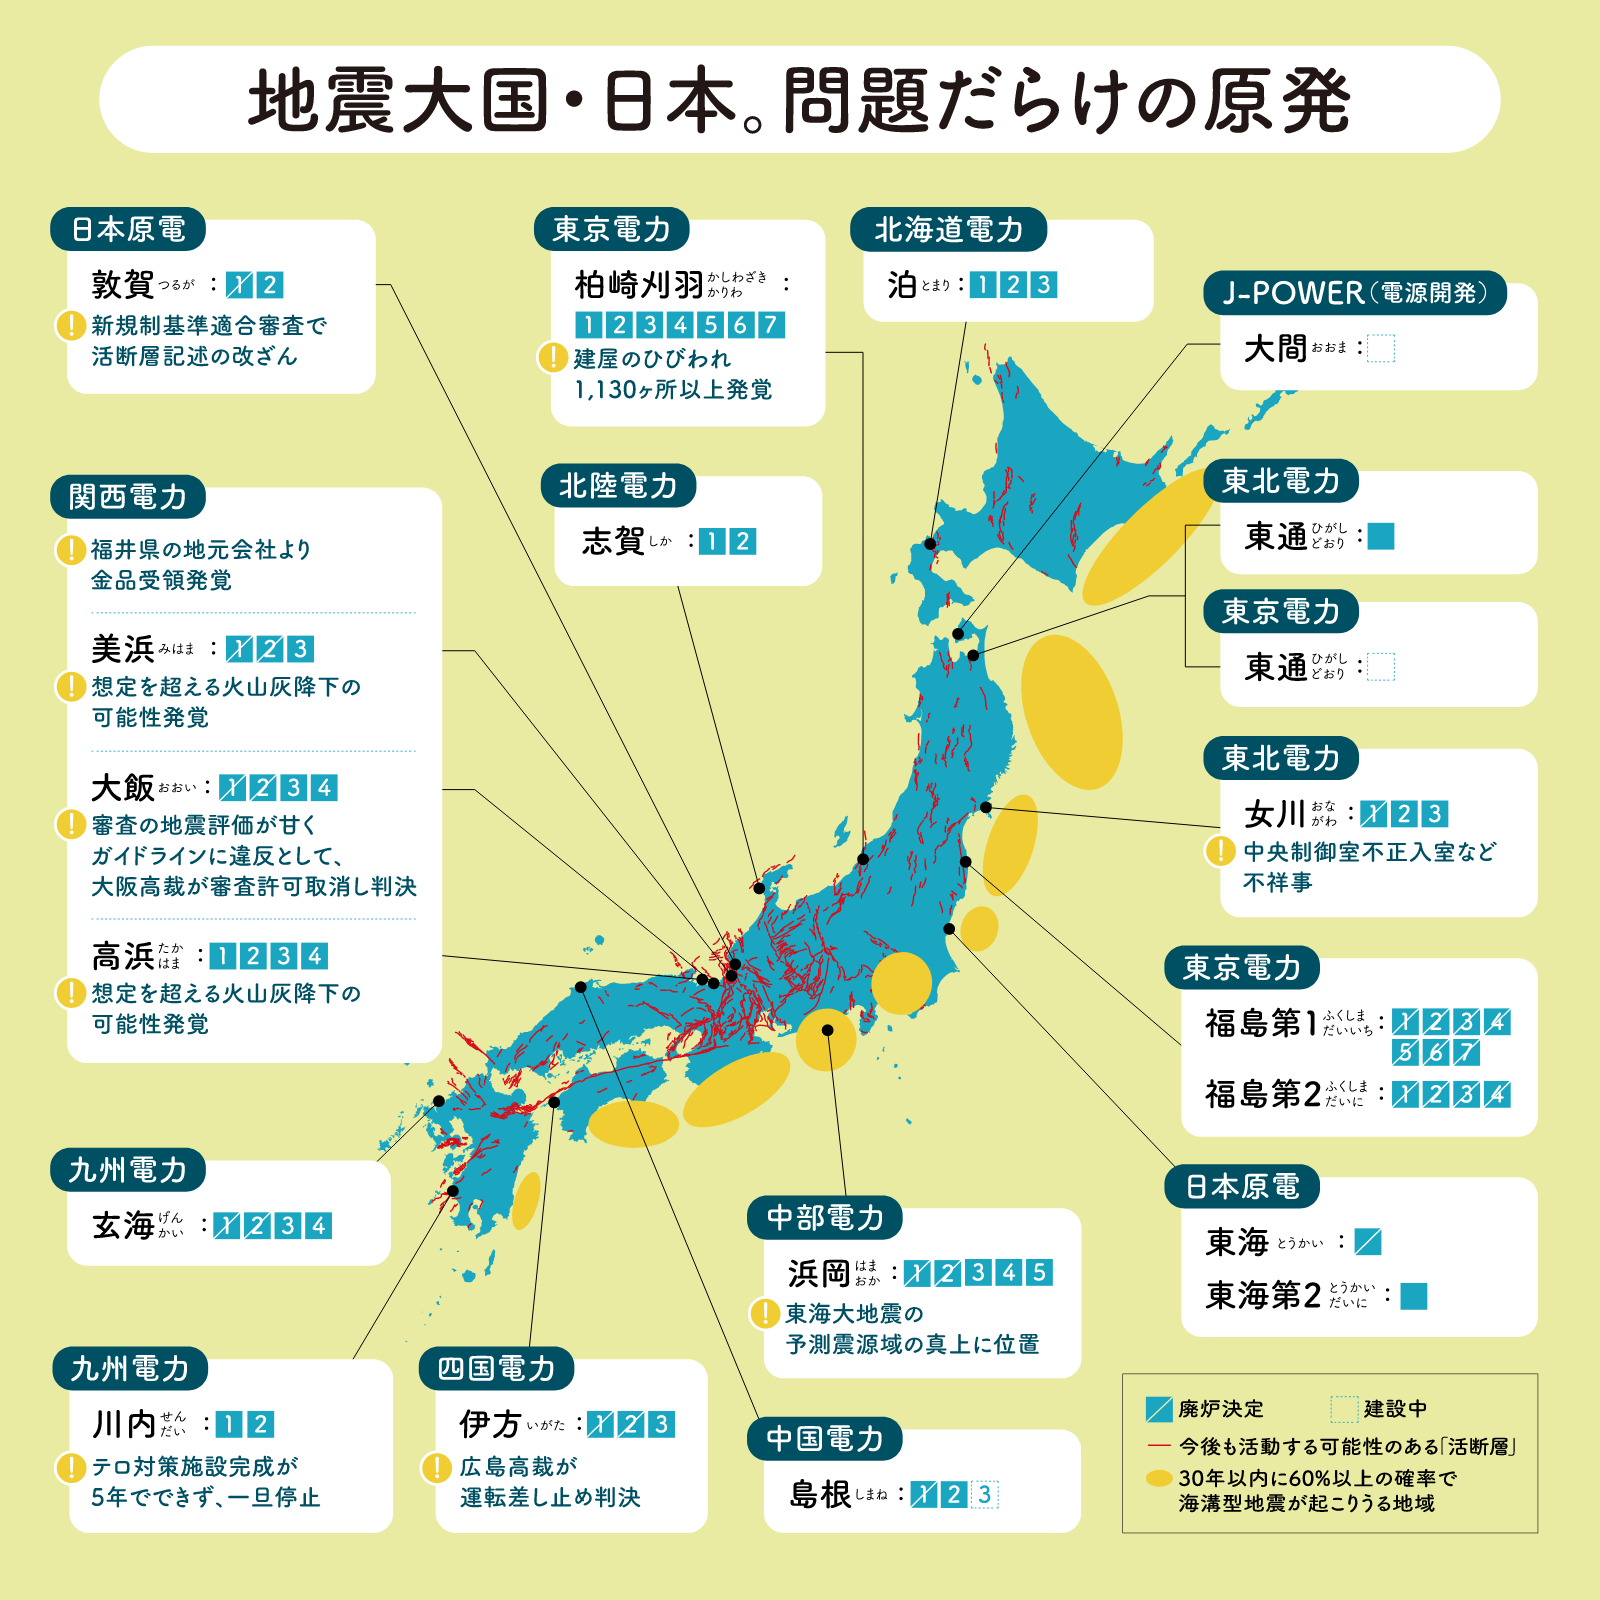 地震大国・日本。問題だらけの原発
日本原電
敦賀 つるが ： 1 2
新規制基準適合審査で
活断層記述の改ざん
東京電力
柏崎刈羽 かしわざき かりわ ：
1 2 3 4 5 6 7
建屋のひびわれ
1,130ヶ所以上発覚
北海道電力
泊 とまり ： 1 2 3
J-POWER（電源開発）
大間 おおま ：
関西電力
福井県の地元会社より
金品受領発覚
美浜 みはま ： 1 2 3
想定を超える火山灰降下の
可能性発覚
大飯 おおい ： 1 2 3 4
審査の地震評価が甘く
ガイドラインに違反として、
大阪高裁が審査許可取消し判決
高浜 たか はま ： 1 2 3 4
想定を超える火山灰降下の
可能性発覚
北陸電力
志賀 しか ： 1 2
東北電力
東通 ひがし どおり ：
東京電力
東通 ひがし どおり ：
東北電力
女川 おな がわ ： 1 2 3
中央制御室不正入室など
不祥事
東京電力
福島第1 ふくしま だいいち ： 1 2 3 4
5 6 7
福島第2 ふくしま だいに ： 1 2 3 4
日本原電
東海 とうかい ：
東海第2 とうかい だいに ：
九州電力
玄海 げん かい ： 1 2 3 4
九州電力
川内 せん だい ： 1 2
テロ対策施設完成が
5年でできず、一旦停止
四国電力
伊方 いがた ： 1 2 3
広島高裁が
運転差し止め判決
中部電力
浜岡 はま おか ： 1 2 3 4 5
東海大地震の
予測震源域の真上に位置
中国電力
島根 しまね ： 1 2 3
廃炉決定 建設中
今後も活動する可能性のある「活断層」
30年以内に60%以上の確率で
海溝型地震が起こりうる地域